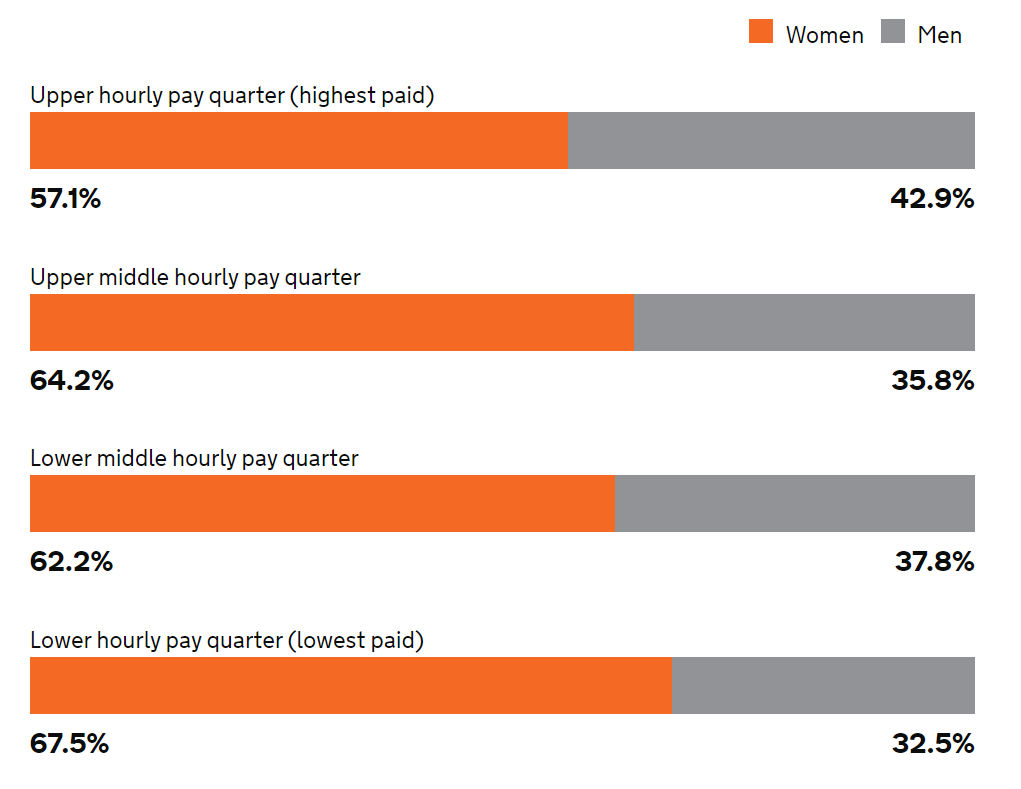 Women Men
Upper hourly pay quarter (highest paid)
57.1% 42.9%
Upper middle hourly pay quarter
64.2% 35.8%
Lower middle hourly pay quarter
62.2% 37.8%
Lower hourly pay quarter (lowest paid)
67.5% 32.5%